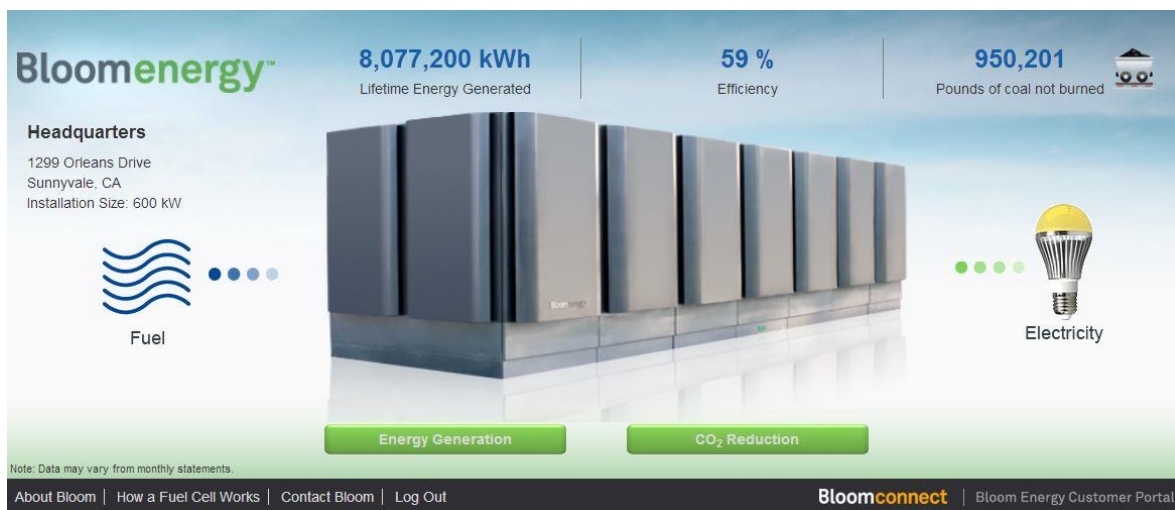 Bloomenergy™
8,077,200 kWh
Lifetime Energy Generated
59 %
Efficiency
950,201
Pounds of coal not burned
Headquarters
1299 Orleans Drive
Sunnyvale, CA
Installation Size: 600 kW
Fuel
Bloomenergy
Electricity
Energy Generation
CO₂ Reduction
Note: Data may vary from monthly statements.
About Bloom | How a Fuel Cell Works | Contact Bloom | Log Out
Bloomconnect | Bloom Energy Customer Portal